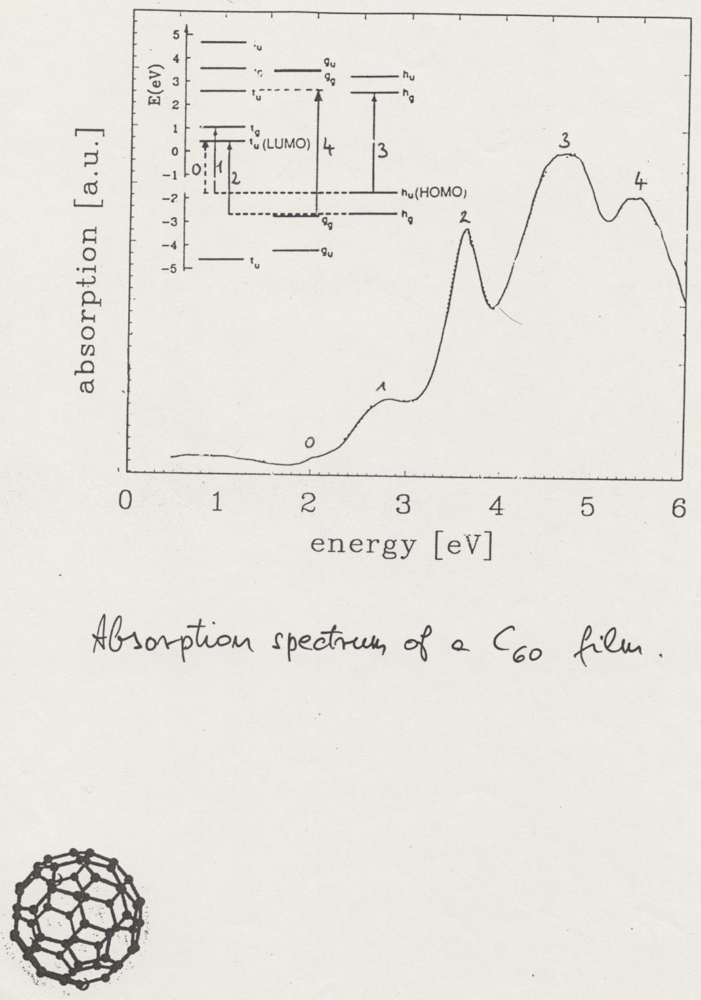 5
4
3
2
1
0
-1
-2
-3
-4
-5
E(eV)
u
g
t_u
t_g
t_u (LUMO)
t_u
g_u
g_g
g_g
g_u
h_u
h_g
h_u (HOMO)
h_g
0
1
2
4
3
0
1
2
3
4
absorption [a.u.]
0 1 2 3 4 5 6
energy [eV]
Absorption spectrum of a C60 film.